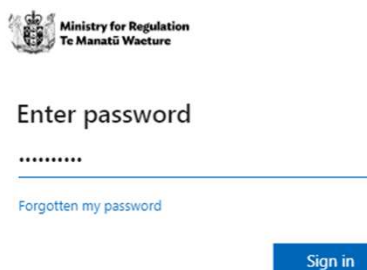 Ministry for Regulation
Te Manatū Waeture
Enter password
••••••••••
Forgotten my password
Sign in